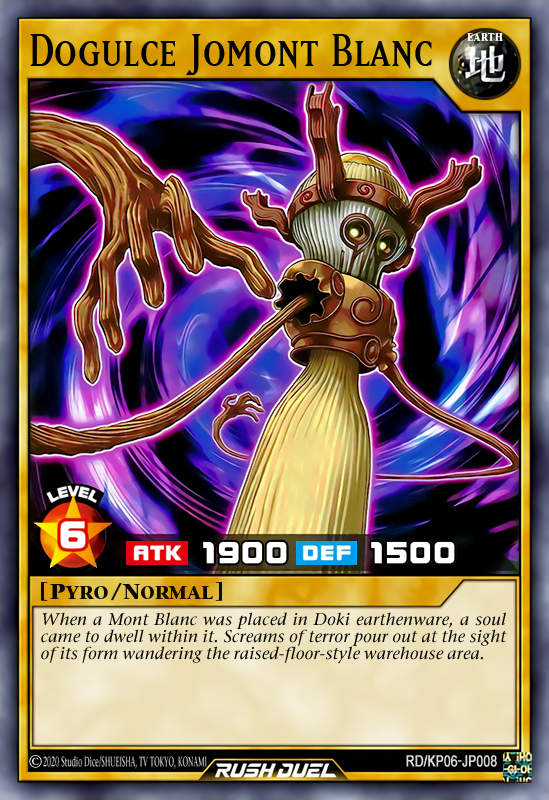 DOGULCE JOMONT BLANC
EARTH
地
LEVEL
6
ATK 1900 DEF 1500
[PYRO/NORMAL]
When a Mont Blanc was placed in Doki earthenware, a soul
came to dwell within it. Screams of terror pour out at the sight
of its form wandering the raised-floor-style warehouse area.
©2020 Studio Dice/SHUEISHA, TV TOKYO, KONAMI
RUSH DUEL
RD/KP06-JP008